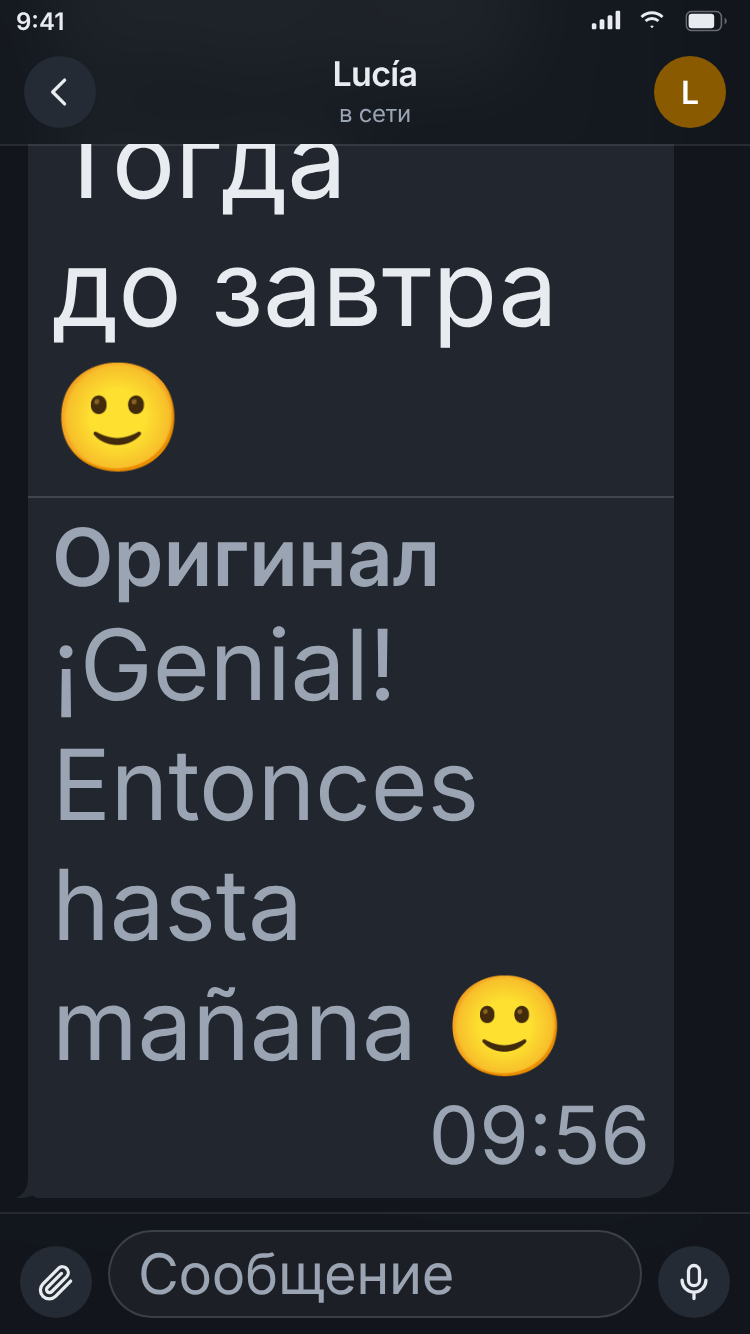 9:41
Lucía
в сети
L
Тогда
до завтра
🙂
Оригинал
¡Genial!
Entonces
hasta
mañana 🙂
09:56
Сообщение